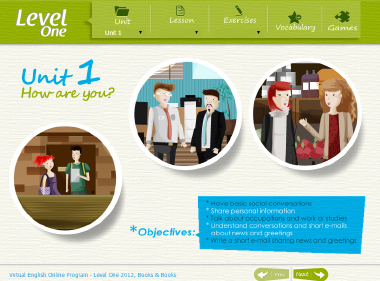 Level
One
Unit
Unit 1
Lesson
Exercises
Vocabulary
Games
Unit 1
How are you?
*Objectives:
* Have basic social conversations
* Share personal information
* Talk about occupations and work or studies
* Understand conversations and short e-mails
about news and greetings
* Write a short e-mail sharing news and greetings
Virtual English Online Program - Level One 2012, Books & Books
Next